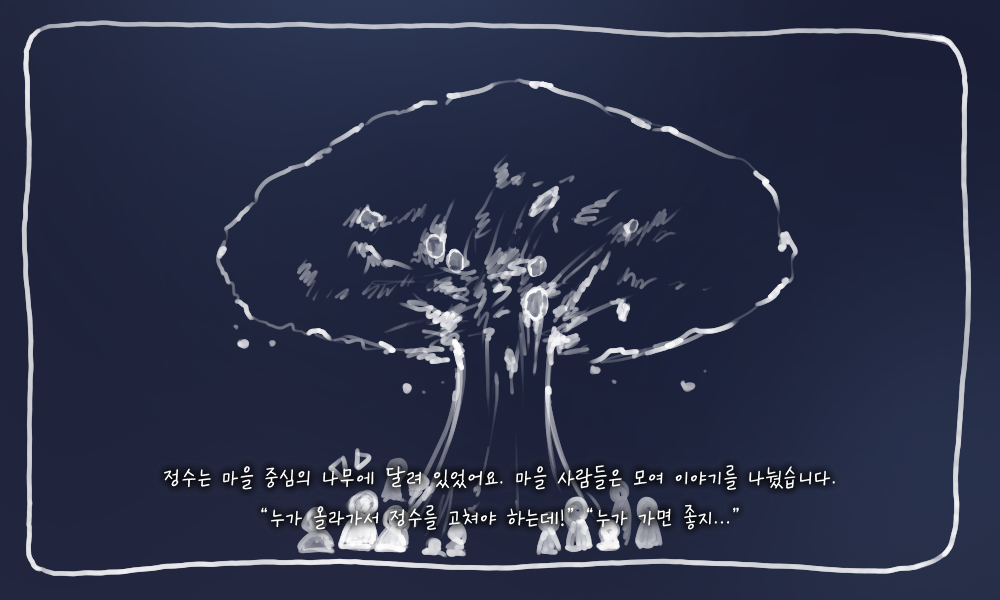 정수는 마을 중심의 나무에 달려 있었어요. 마을 사람들은 모여 이야기를 나눴습니다.
“누가 올라가서 정수를 고쳐야 하는데!” “누가 가면 좋지...”